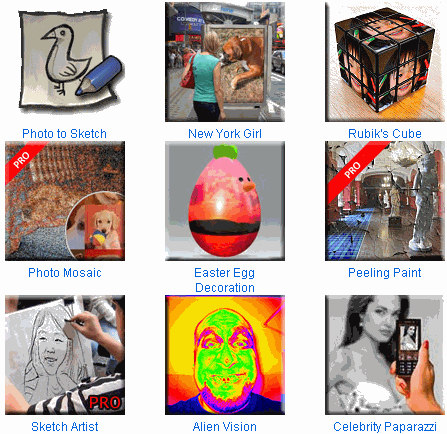 COMEDY
Photo to Sketch
New York Girl
Rubik's Cube
PRO
PRO
Photo Mosaic
Easter Egg
Decoration
Peeling Paint
PRO
Sketch Artist
Alien Vision
Celebrity Paparazzi